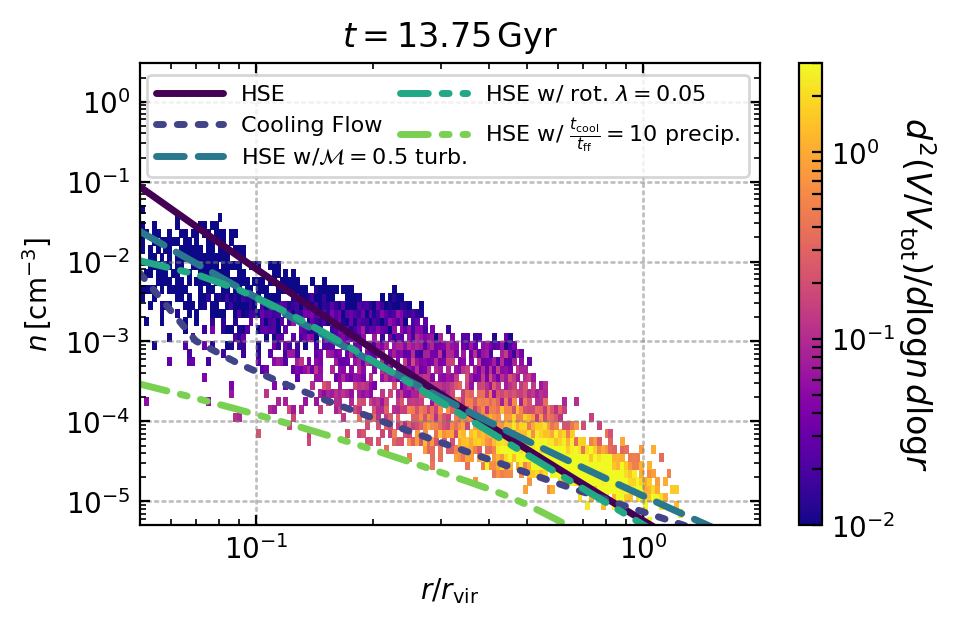 t = 13.75 Gyr
HSE
Cooling Flow
HSE w/ℳ = 0.5 turb.
HSE w/ rot. λ = 0.05
HSE w/ t_cool/t_ff = 10 precip.
10^0
10^−1
10^−2
10^−3
10^−4
10^−5
n [cm^−3]
10^−1
10^0
r/r_vir
10^0
10^−1
10^−2
d^2(V/V_tot)/dlogn dlogr